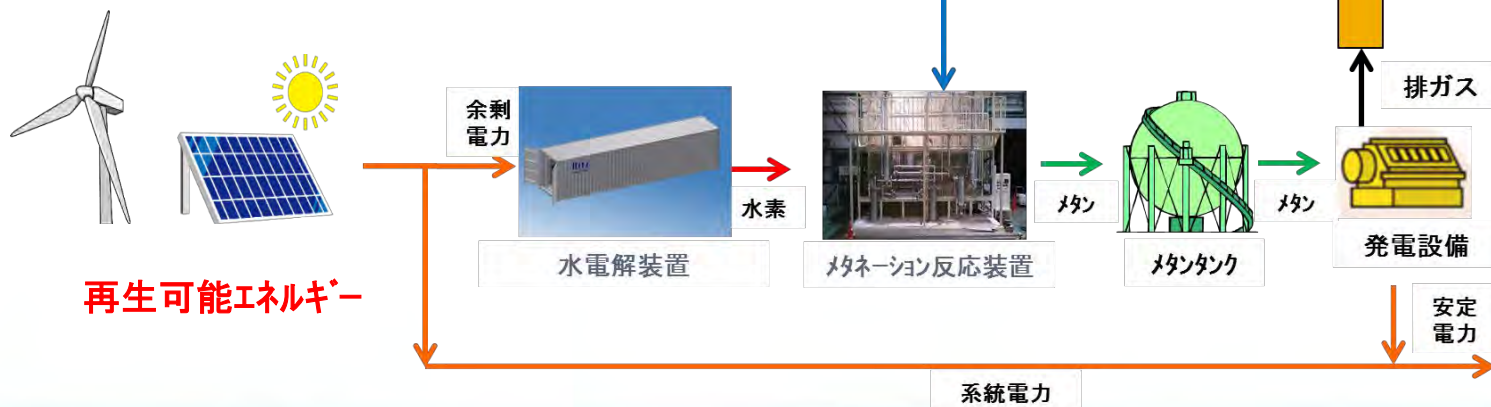 余剰
電力
排ガス
水素
メタン
メタン
水電解装置
メタネーション反応装置
メタンタンク
発電設備
再生可能エネルギー
安定
電力
系統電力